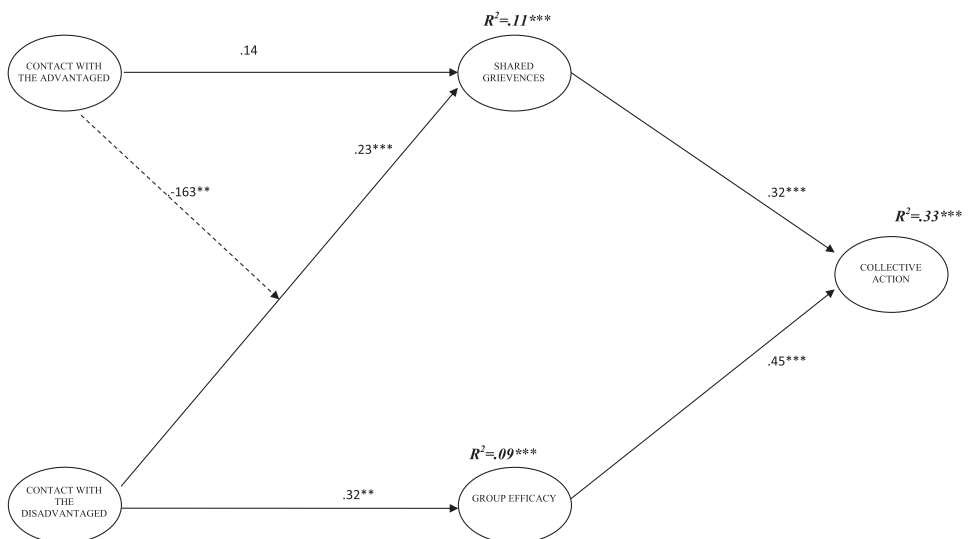 R²=.11***
CONTACT WITH
THE ADVANTAGED
.14
SHARED
GRIEVENCES
.23***
-163**
.32***
R²=.33***
COLLECTIVE
ACTION
.45***
R²=.09***
CONTACT WITH
THE
DISADVANTAGED
.32**
GROUP EFFICACY